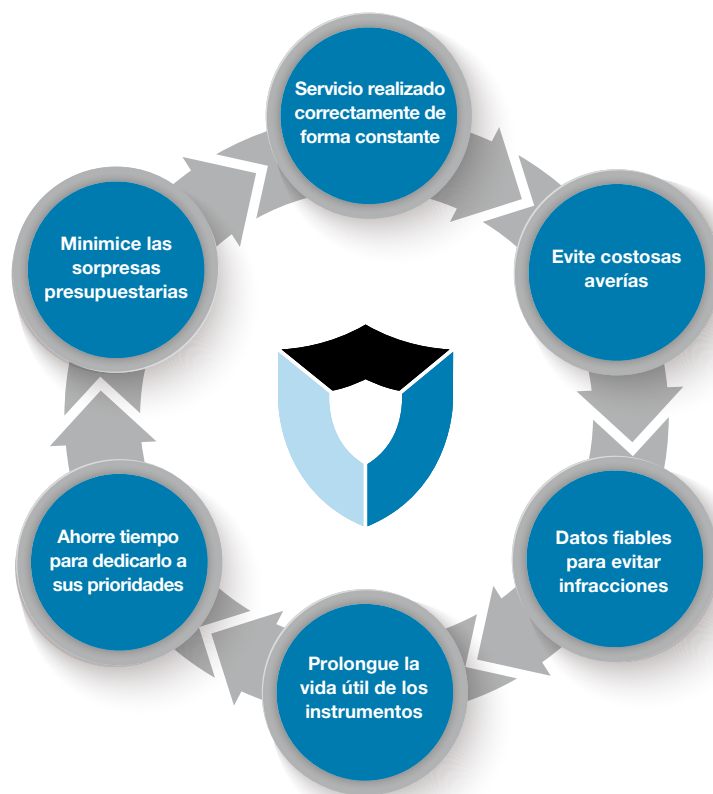 Servicio realizado
correctamente de
forma constante
Evite costosas
averías
Datos fiables
para evitar
infracciones
Prolongue la
vida útil de los
instrumentos
Ahorre tiempo
para dedicarlo a
sus prioridades
Minimice las
sorpresas
presupuestarias